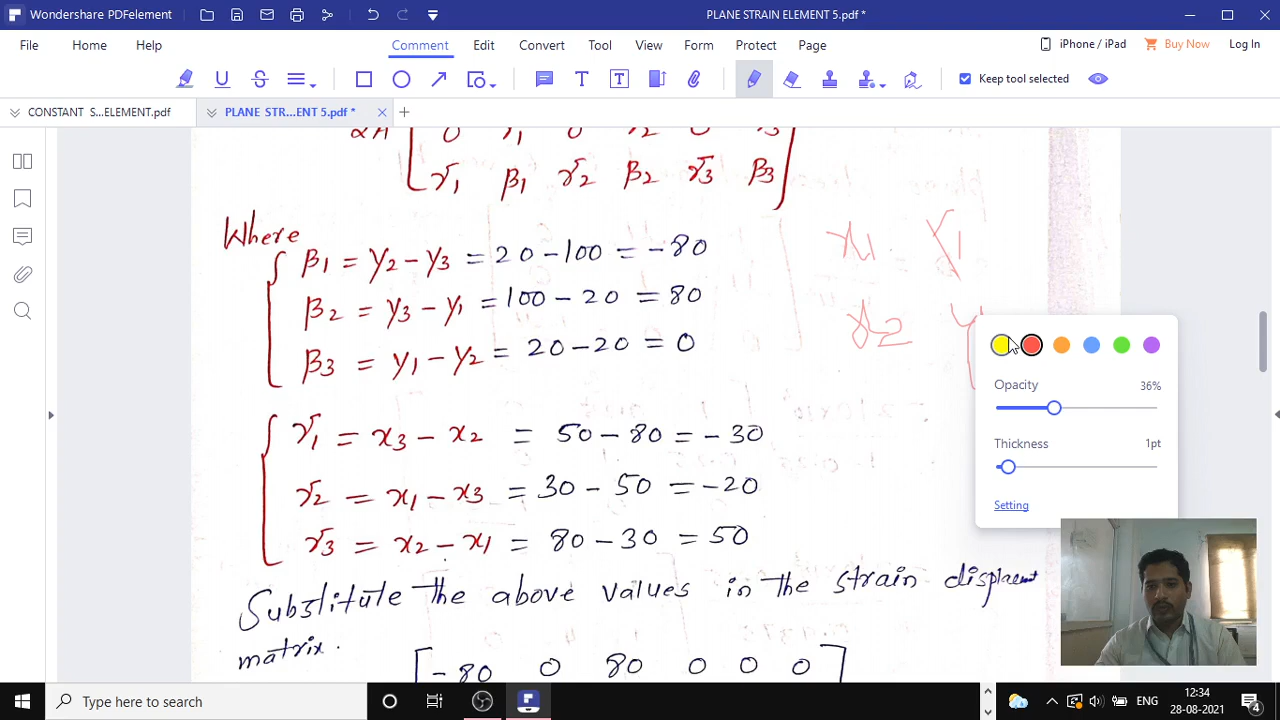 Wondershare PDFelement
PLANE STRAIN ELEMENT 5.pdf *
File Home Help Comment Edit Convert Tool View Form Protect Page iPhone / iPad Buy Now Log In
Keep tool selected
CONSTANT S...ELEMENT.pdf PLANE STR...ENT 5.pdf *
γ1 β1 γ2 β2 γ3 β3
Where
β1 = y2 - y3 = 20 - 100 = -80
β2 = y3 - y1 = 100 - 20 = 80
β3 = y1 - y2 = 20 - 20 = 0
x1 y1
x2 y
Opacity 36%
Thickness 1pt
Setting
γ1 = x3 - x2 = 50 - 80 = -30
γ2 = x1 - x3 = 30 - 50 = -20
γ3 = x2 - x1 = 80 - 30 = 50
Substitute the above values in the strain displacemt
matrix.
-80 0 80 0 0 0
Type here to search
ENG
12:34
28-08-2021
4